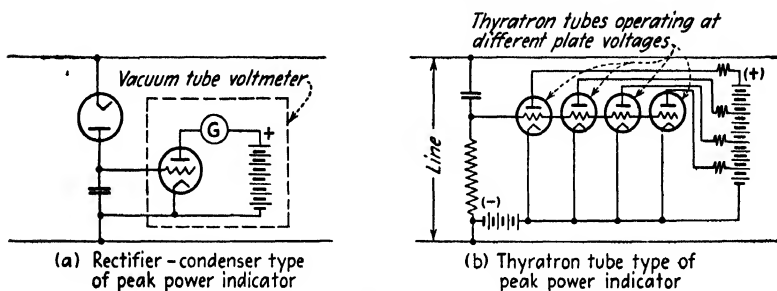 Vacuum tube voltmeter
G
+
(a) Rectifier-condenser type
of peak power indicator
Thyratron tubes operating at
different plate voltages
(+)
Line
(-)
(b) Thyratron tube type of
peak power indicator